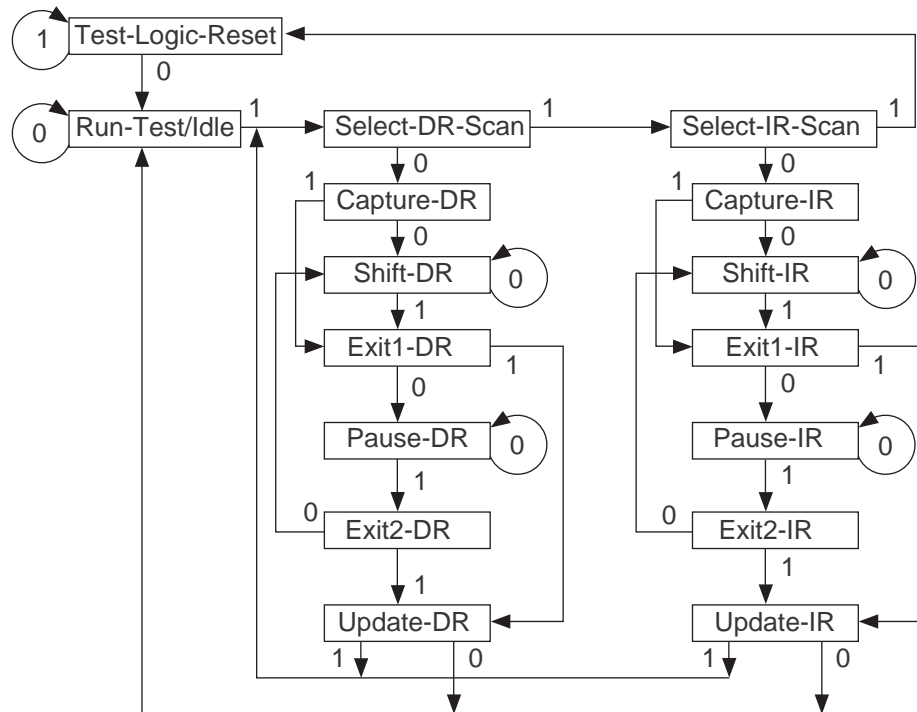 1 Test-Logic-Reset
0
0 Run-Test/Idle 1 Select-DR-Scan 1 Select-IR-Scan 1
0 0
1 Capture-DR 1 Capture-IR
0 0
Shift-DR 0 Shift-IR 0
1 1
Exit1-DR 1 Exit1-IR 1
0 0
Pause-DR 0 Pause-IR 0
1 1
0 Exit2-DR 0 Exit2-IR
1 1
Update-DR Update-IR
1 0 1 0